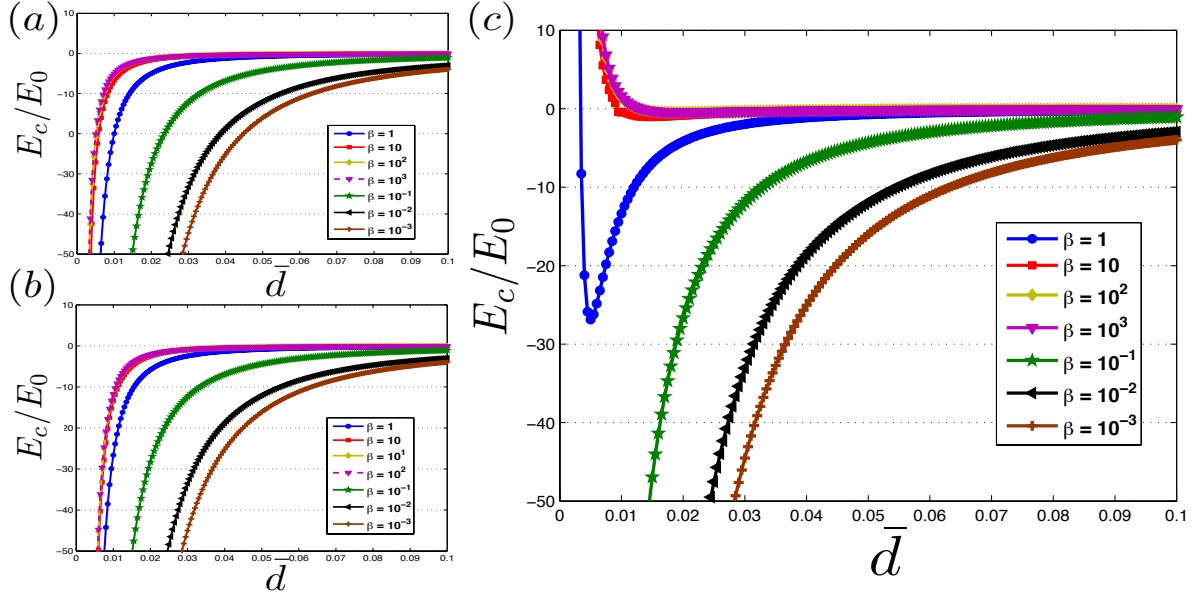 (a)
E_c/E_0
10
0
-10
0
-30
-40
-50
0
0.01
0.02
0.03
0.04
0.05
0.06
0.07
0.08
0.09
0.1
d̅
β = 1
β = 10
β = 10²
β = 10³
β = 10⁻¹
β = 10⁻²
β = 10⁻³
(b)
E_c/E_0
10
0
-10
20
-30
-40
-50
0
0.01
0.02
0.03
0.04
0.05
0.06
0.07
0.08
0.09
0.1
d̅
β = 1
β = 10
β = 10¹
β = 10²
β = 10⁻¹
β = 10⁻²
β = 10⁻³
(c)
E_c/E_0
10
0
-10
-20
-30
-40
-50
0
0.01
0.02
0.03
0.04
0.05
0.06
0.07
0.08
0.09
0.1
d̅
β = 1
β = 10
β = 10²
β = 10³
β = 10⁻¹
β = 10⁻²
β = 10⁻³